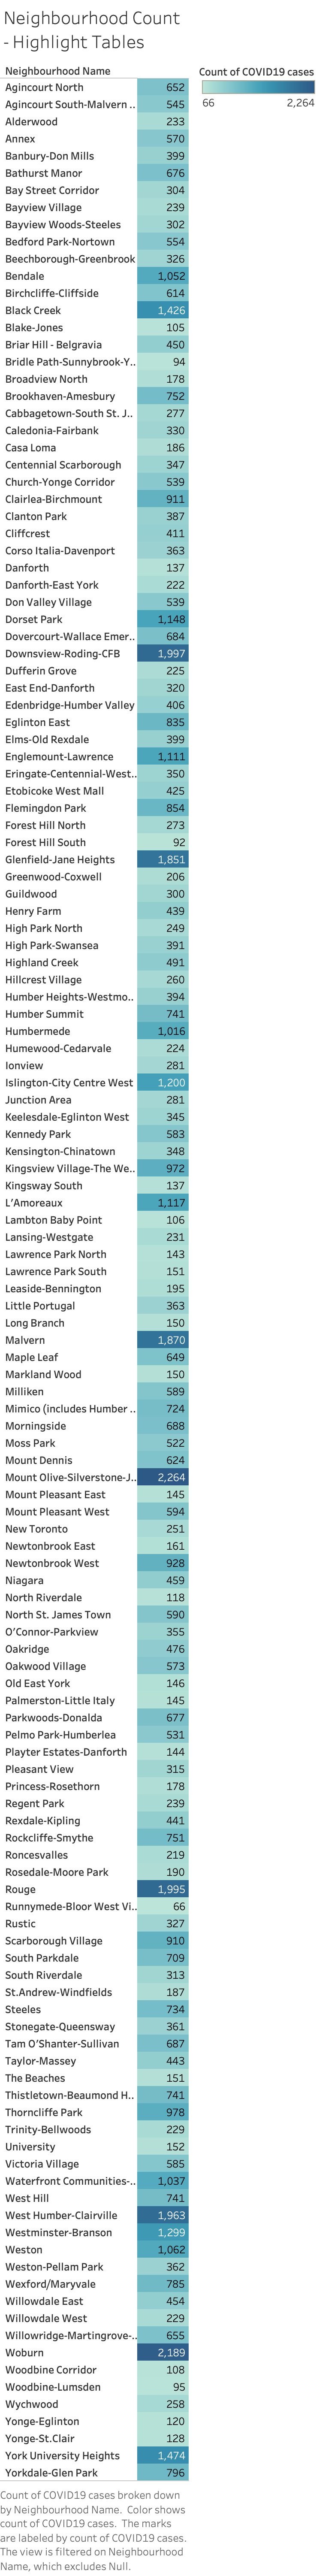 Neighbourhood Count
- Highlight Tables
Neighbourhood Name
Count of COVID19 cases
66 2,264
Agincourt North 652
Agincourt South-Malvern .. 545
Alderwood 233
Annex 570
Banbury-Don Mills 399
Bathurst Manor 676
Bay Street Corridor 304
Bayview Village 239
Bayview Woods-Steeles 302
Bedford Park-Nortown 554
Beechborough-Greenbrook 326
Bendale 1,052
Birchcliffe-Cliffside 614
Black Creek 1,426
Blake-Jones 105
Briar Hill - Belgravia 450
Bridle Path-Sunnybrook-Y.. 94
Broadview North 178
Brookhaven-Amesbury 752
Cabbagetown-South St. J.. 277
Caledonia-Fairbank 330
Casa Loma 186
Centennial Scarborough 347
Church-Yonge Corridor 539
Clairlea-Birchmount 911
Clanton Park 387
Cliffcrest 411
Corso Italia-Davenport 363
Danforth 137
Danforth-East York 222
Don Valley Village 539
Dorset Park 1,148
Dovercourt-Wallace Emer.. 684
Downsview-Roding-CFB 1,997
Dufferin Grove 225
East End-Danforth 320
Edenbridge-Humber Valley 406
Eglinton East 835
Elms-Old Rexdale 399
Englemount-Lawrence 1,111
Eringate-Centennial-West.. 350
Etobicoke West Mall 425
Flemingdon Park 854
Forest Hill North 273
Forest Hill South 92
Glenfield-Jane Heights 1,851
Greenwood-Coxwell 206
Guildwood 300
Henry Farm 439
High Park North 249
High Park-Swansea 391
Highland Creek 491
Hillcrest Village 260
Humber Heights-Westmo.. 394
Humber Summit 741
Humbermede 1,016
Humewood-Cedarvale 224
Ionview 281
Islington-City Centre West 1,200
Junction Area 281
Keelesdale-Eglinton West 345
Kennedy Park 583
Kensington-Chinatown 348
Kingsview Village-The We.. 972
Kingsway South 137
L'Amoreaux 1,117
Lambton Baby Point 106
Lansing-Westgate 231
Lawrence Park North 143
Lawrence Park South 151
Leaside-Bennington 195
Little Portugal 363
Long Branch 150
Malvern 1,870
Maple Leaf 649
Markland Wood 150
Milliken 589
Mimico (includes Humber .. 724
Morningside 688
Moss Park 522
Mount Dennis 624
Mount Olive-Silverstone-J.. 2,264
Mount Pleasant East 145
Mount Pleasant West 594
New Toronto 251
Newtonbrook East 161
Newtonbrook West 928
Niagara 459
North Riverdale 118
North St. James Town 590
O'Connor-Parkview 355
Oakridge 476
Oakwood Village 573
Old East York 146
Palmerston-Little Italy 145
Parkwoods-Donalda 677
Pelmo Park-Humberlea 531
Playter Estates-Danforth 144
Pleasant View 315
Princess-Rosethorn 178
Regent Park 239
Rexdale-Kipling 441
Rockcliffe-Smythe 751
Roncesvalles 219
Rosedale-Moore Park 190
Rouge 1,995
Runnymede-Bloor West Vi.. 66
Rustic 327
Scarborough Village 910
South Parkdale 709
South Riverdale 313
St.Andrew-Windfields 187
Steeles 734
Stonegate-Queensway 361
Tam O'Shanter-Sullivan 687
Taylor-Massey 443
The Beaches 151
Thistletown-Beaumond H.. 741
Thorncliffe Park 978
Trinity-Bellwoods 229
University 152
Victoria Village 585
Waterfront Communities-.. 1,037
West Hill 741
West Humber-Clairville 1,963
Westminster-Branson 1,299
Weston 1,062
Weston-Pellam Park 362
Wexford/Maryvale 785
Willowdale East 454
Willowdale West 229
Willowridge-Martingrove-.. 655
Woburn 2,189
Woodbine Corridor 108
Woodbine-Lumsden 95
Wychwood 258
Yonge-Eglinton 120
Yonge-St.Clair 128
York University Heights 1,474
Yorkdale-Glen Park 796
Count of COVID19 cases broken down
by Neighbourhood Name. Color shows
count of COVID19 cases. The marks
are labeled by count of COVID19 cases.
The view is filtered on Neighbourhood
Name, which excludes Null.